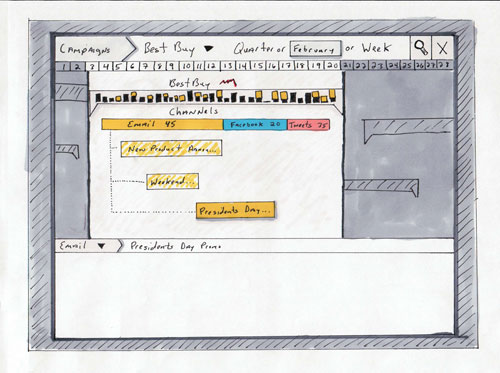 Campaigns Best Buy ▼ Quarter or February or Week X
1 2 3 4 5 6 7 8 9 10 11 12 13 14 15 16 17 18 19 20 21 22 23 24 25 26 27 28
Best Buy
Channels
Email 45 Facebook 20 Tweets 25
New Product Annou...
Weekend...
Presidents Day...
Email ▼ Presidents Day Promo